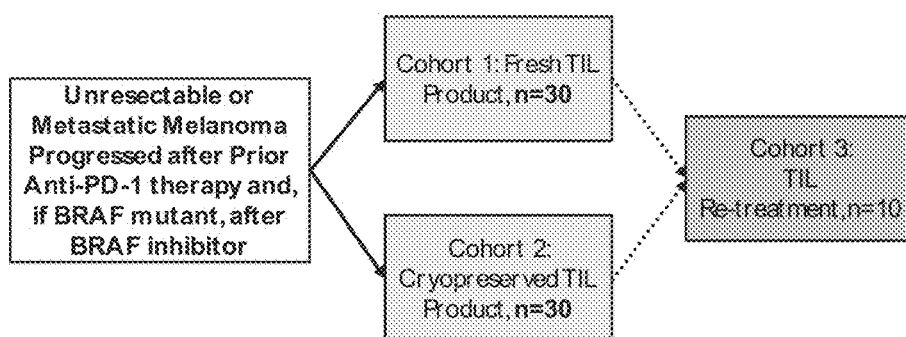 Unresectable or
Metastatic Melanoma
Progressed after Prior
Anti-PD-1 therapy and,
if BRAF mutant, after
BRAF inhibitor
Cohort 1: Fresh TIL
Product, n=30
Cohort 2:
Cryopreserved TIL
Product, n=30
Cohort 3:
TIL
Re-treatment, n=10